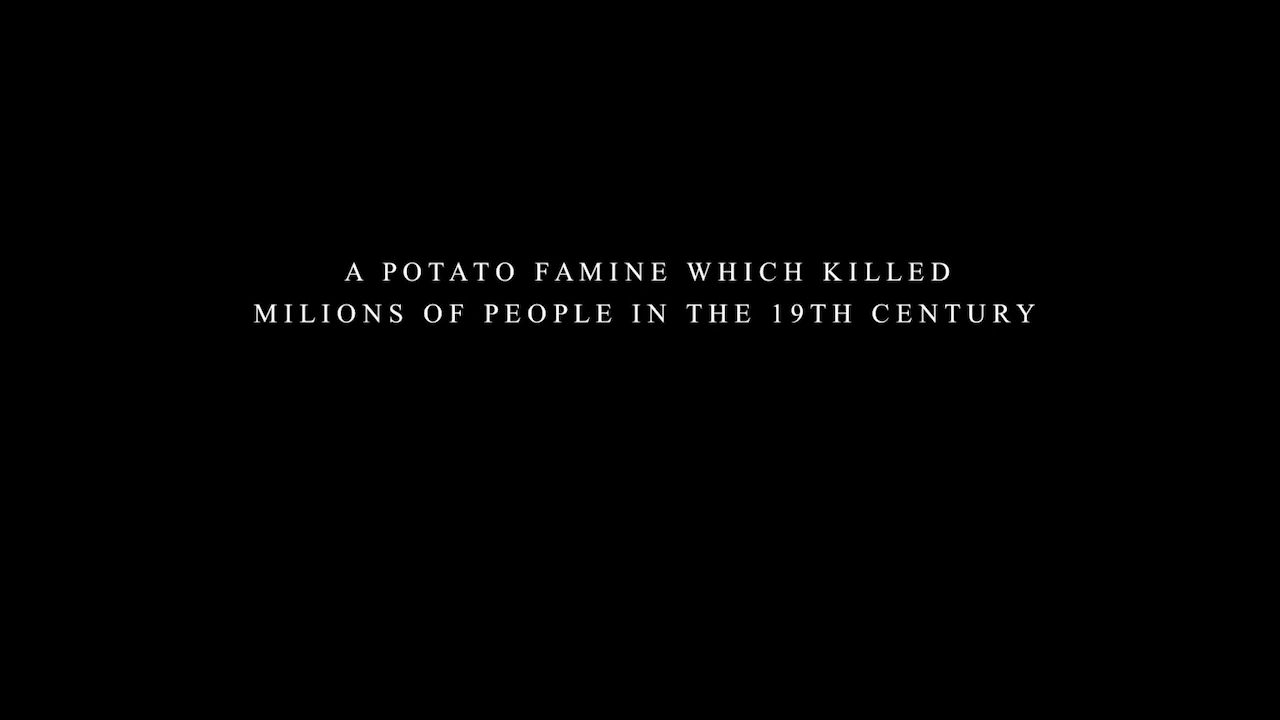 A POTATO FAMINE WHICH KILLED
MILIONS OF PEOPLE IN THE 19TH CENTURY